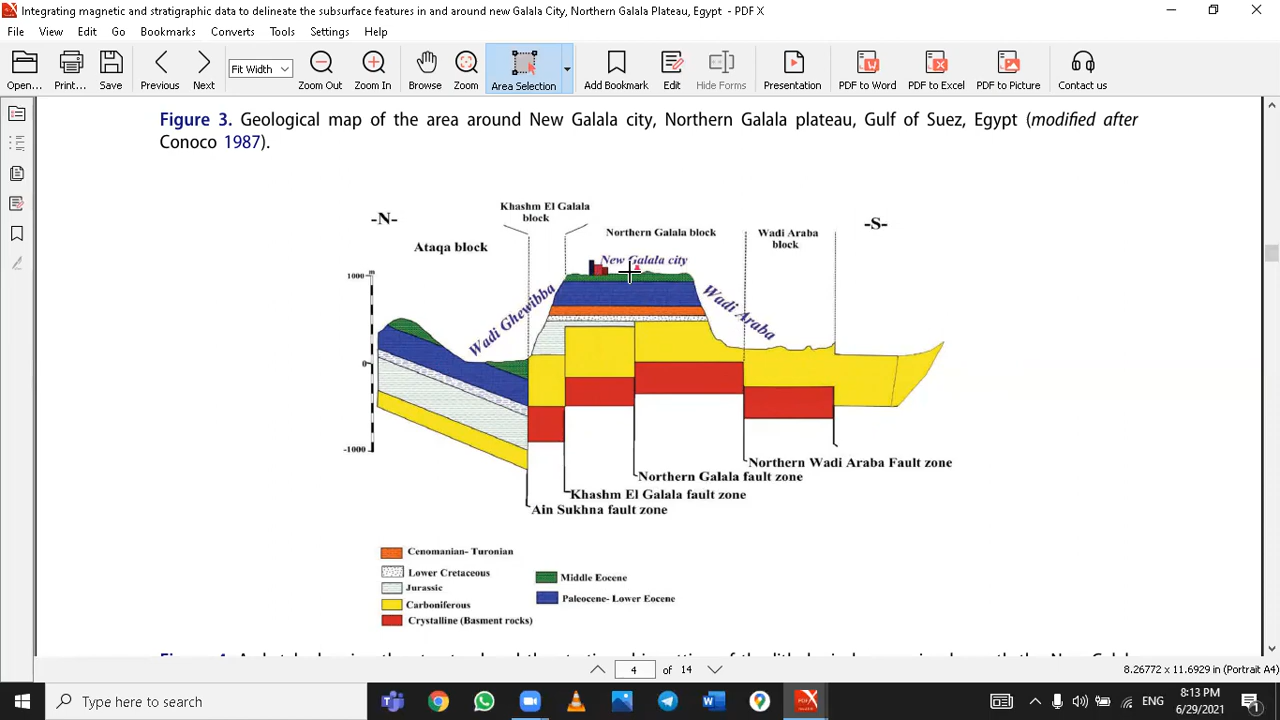 Integrating magnetic and stratigraphic data to delineate the subsurface features in and around new Galala City, Northern Galala Plateau, Egypt - PDF X
File View Edit Go Bookmarks Converts Tools Settings Help
Open... Print... Save Previous Next Fit Width Zoom Out Zoom In Browse Zoom Area Selection Add Bookmark Edit Hide Forms Presentation PDF to Word PDF to Excel PDF to Picture Contact us
Figure 3. Geological map of the area around New Galala city, Northern Galala plateau, Gulf of Suez, Egypt (modified after
Conoco 1987).
-N-
Khashm El Galala
block
-S-
Ataqa block
Northern Galala block
Wadi Araba
block
New Galala city
m
1000
0
-1000
Wadi Ghewibba
Wadi Araba
Northern Wadi Araba Fault zone
Northern Galala fault zone
Khashm El Galala fault zone
Ain Sukhna fault zone
Cenomanian- Turonian
Lower Cretaceous
Jurassic
Carboniferous
Crystalline (Basment rocks)
Middle Eocene
Paleocene- Lower Eocene
4 of 14
8.26772 x 11.6929 in (Portrait A4)
Type here to search
ENG
8:13 PM
6/29/2021
1